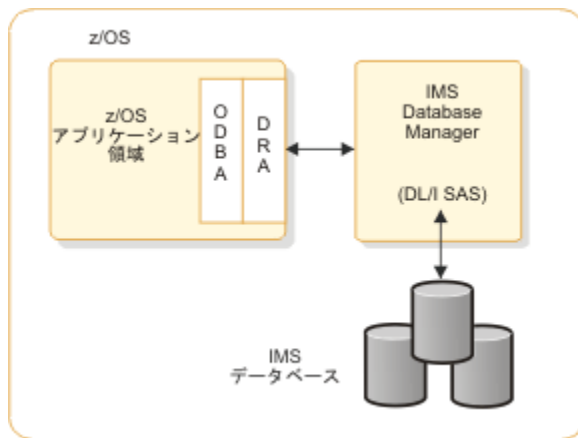 z/OS
z/OS
アプリケーション
領域
O
D
B
A
D
R
A
IMS
Database
Manager
(DL/I SAS)
IMS
データベース